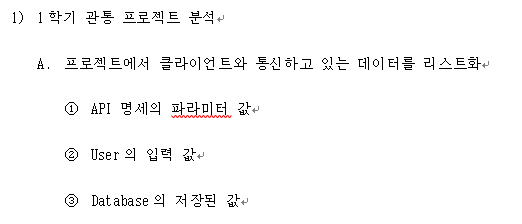 1) 1학기 관통 프로젝트 분석
A. 프로젝트에서 클라이언트와 통신하고 있는 데이터를 리스트화
① API 명세의 파라미터 값
② User의 입력 값
③ Database의 저장된 값